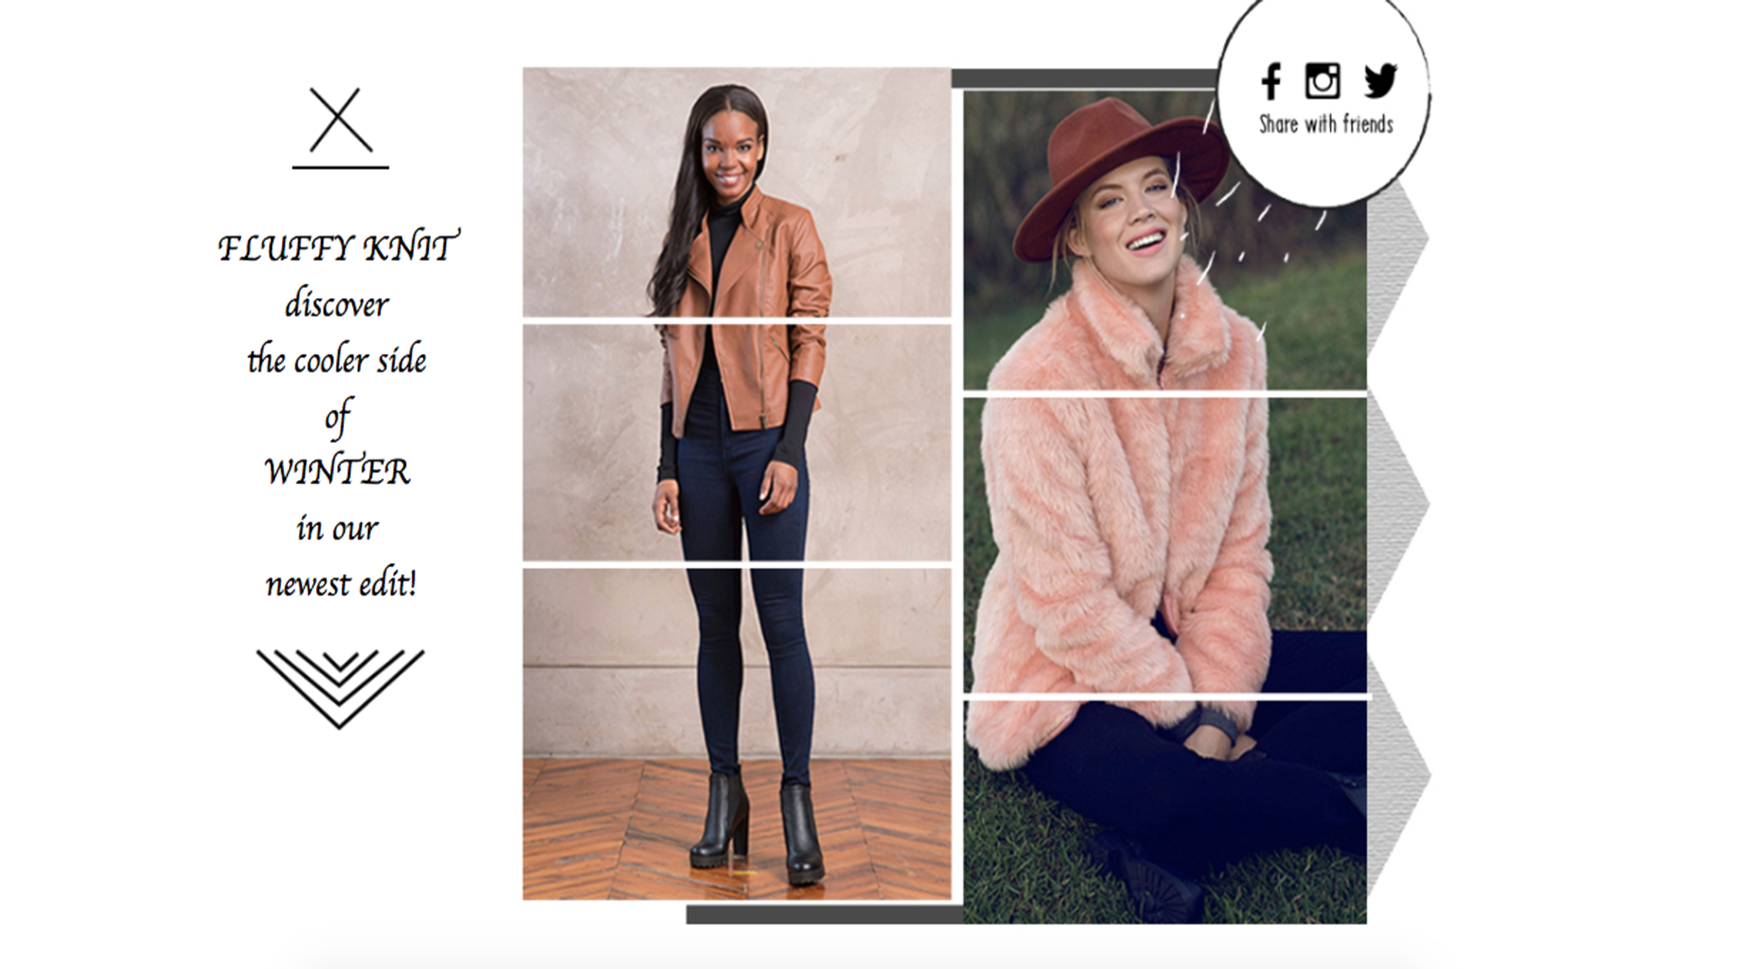 FLUFFY KNIT
discover
the cooler side
of
WINTER
in our
newest edit!
Share with friends